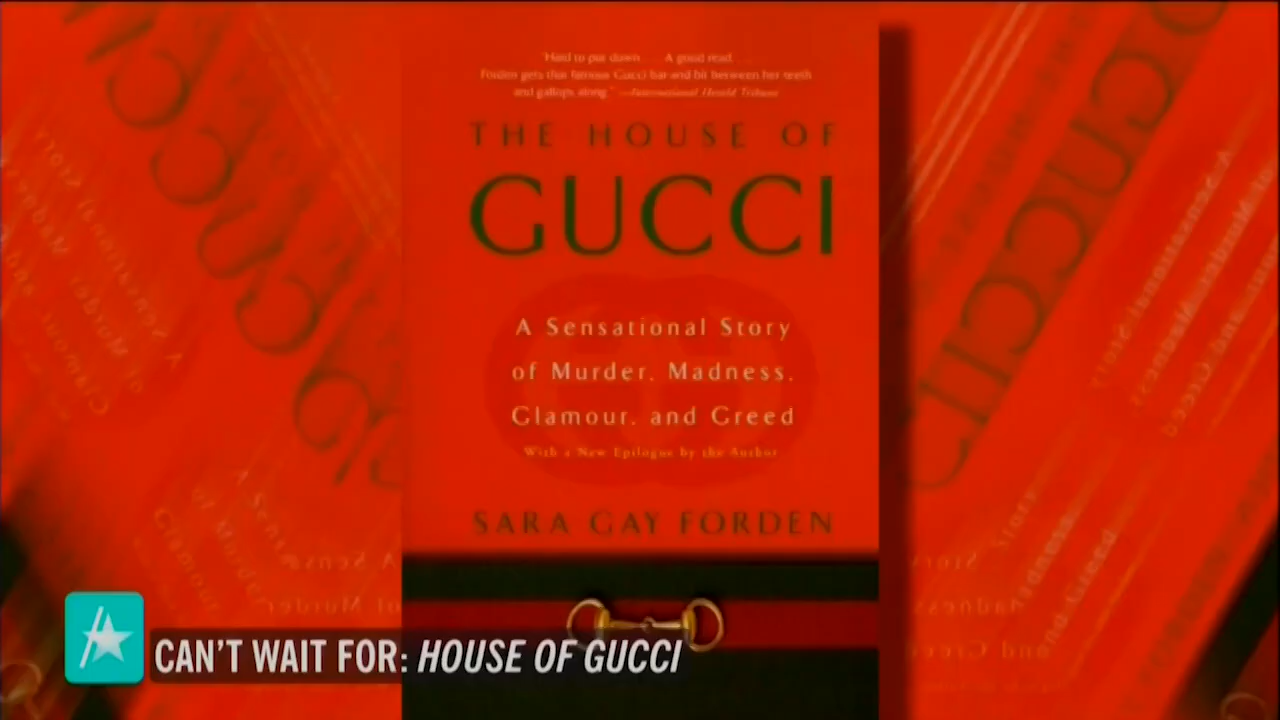 "Hard to put down. . . . A good read. . . .
Forden gets that famous Gucci bar and bit between her teeth
and gallops along." —International Herald Tribune
THE HOUSE OF
GUCCI
A Sensational Story
of Murder, Madness,
Glamour, and Greed
With a New Epilogue by the Author
SARA GAY FORDEN
CAN'T WAIT FOR: HOUSE OF GUCCI